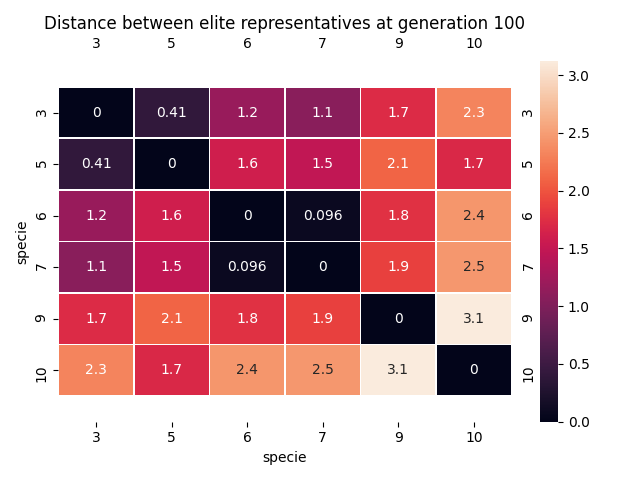 Distance between elite representatives at generation 100
3 5 6 7 9 10
3 0 0.41 1.2 1.1 1.7 2.3 3
5 0.41 0 1.6 1.5 2.1 1.7 5
6 1.2 1.6 0 0.096 1.8 2.4 6
7 1.1 1.5 0.096 0 1.9 2.5 7
9 1.7 2.1 1.8 1.9 0 3.1 9
10 2.3 1.7 2.4 2.5 3.1 0 10
specie
3 5 6 7 9 10
specie
3.0
2.5
2.0
1.5
1.0
0.5
0.0